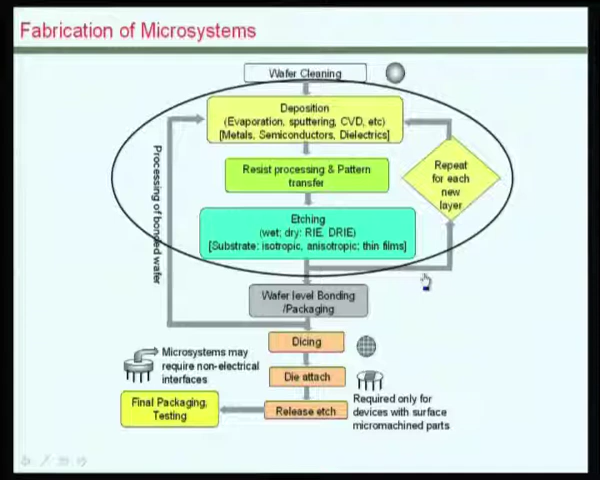 Fabrication of Microsystems
Wafer Cleaning
Deposition
(Evaporation, sputtering, CVD, etc)
[Metals, Semiconductors, Dielectrics]
Resist processing & Pattern
transfer
Repeat
for each
new
layer
Etching
(wet; dry: RIE, DRIE)
[Substrate: isotropic, anisotropic; thin films]
Processing of bonded wafer
Wafer level Bonding
/Packaging
Dicing
Microsystems may
require non-electrical
interfaces
Die attach
Required only for
devices with surface
micromachined parts
Release etch
Final Packaging,
Testing